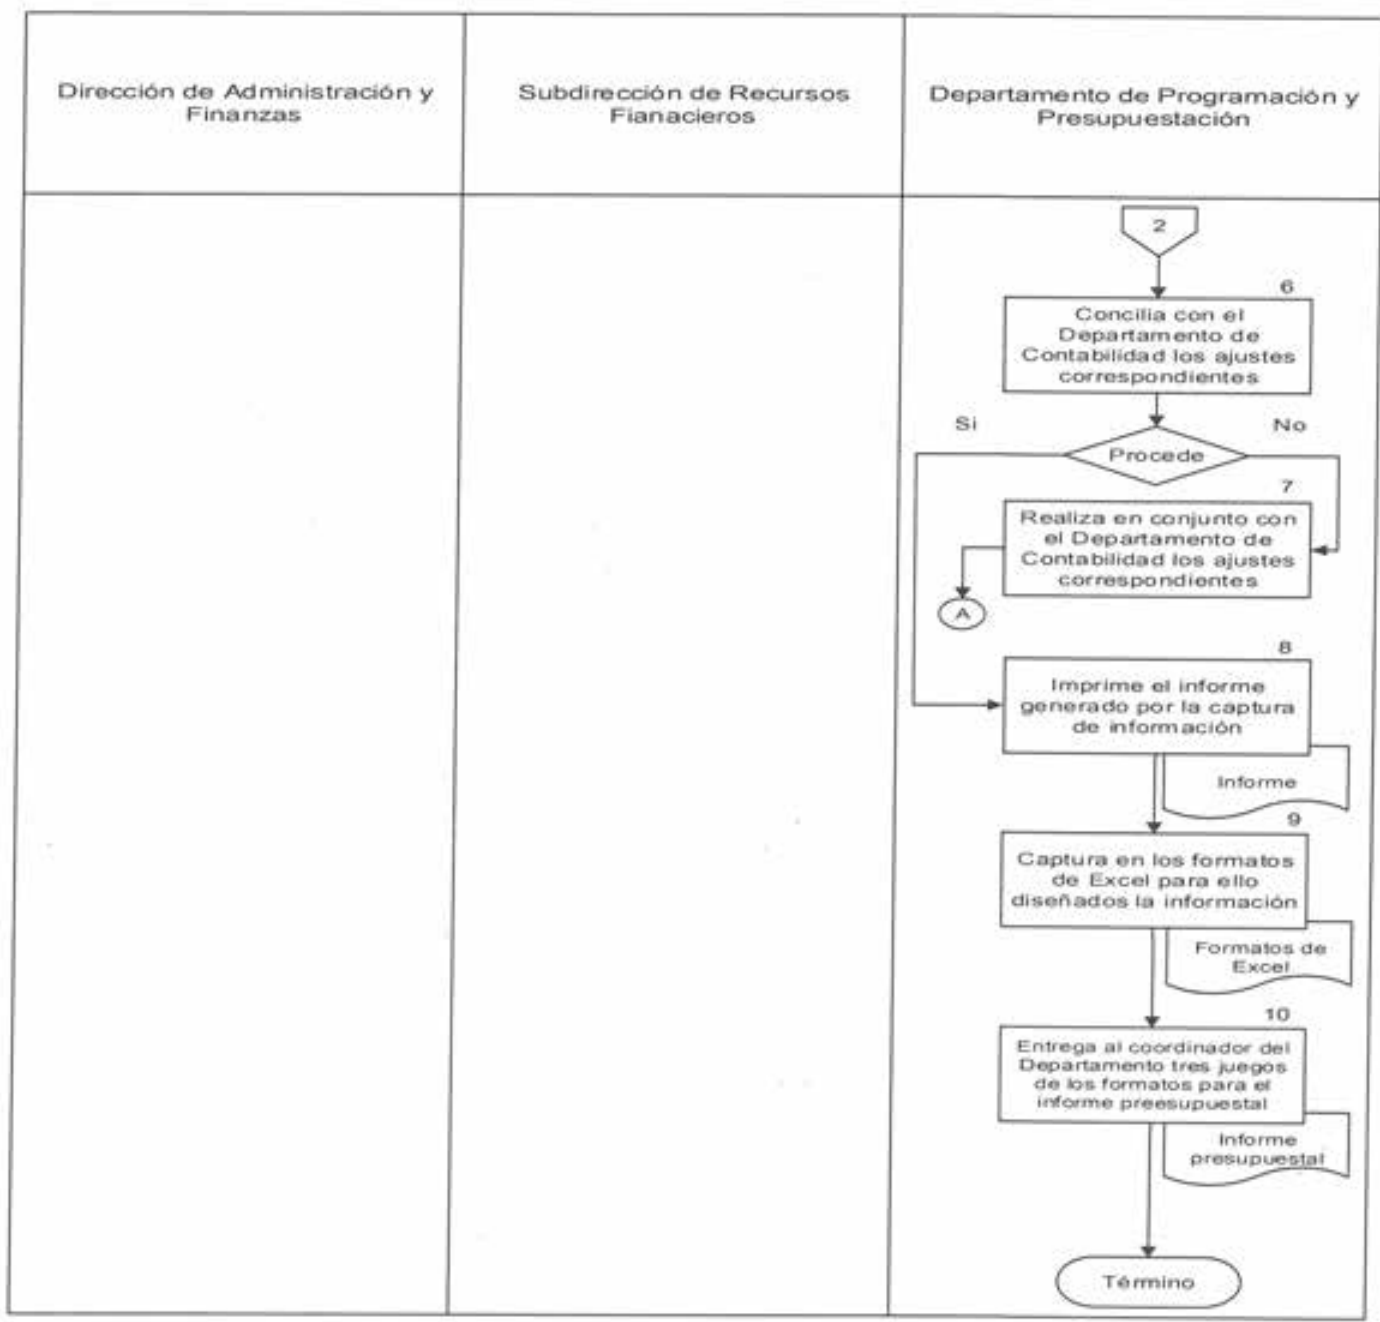 Dirección de Administración y
Finanzas
Subdirección de Recursos
Fianacieros
Departamento de Programación y
Presupuestación
2
6
Concilia con el
Departamento de
Contabilidad los ajustes
correspondientes
Si
No
Procede
7
Realiza en conjunto con
el Departamento de
Contabilidad los ajustes
correspondientes
A
8
Imprime el informe
generado por la captura
de información
Informe
9
Captura en los formatos
de Excel para ello
diseñados la información
Formatos de
Excel
10
Entrega al coordinador del
Departamento tres juegos
de los formatos para el
informe preesupuestal
Informe
presupuestal
Término